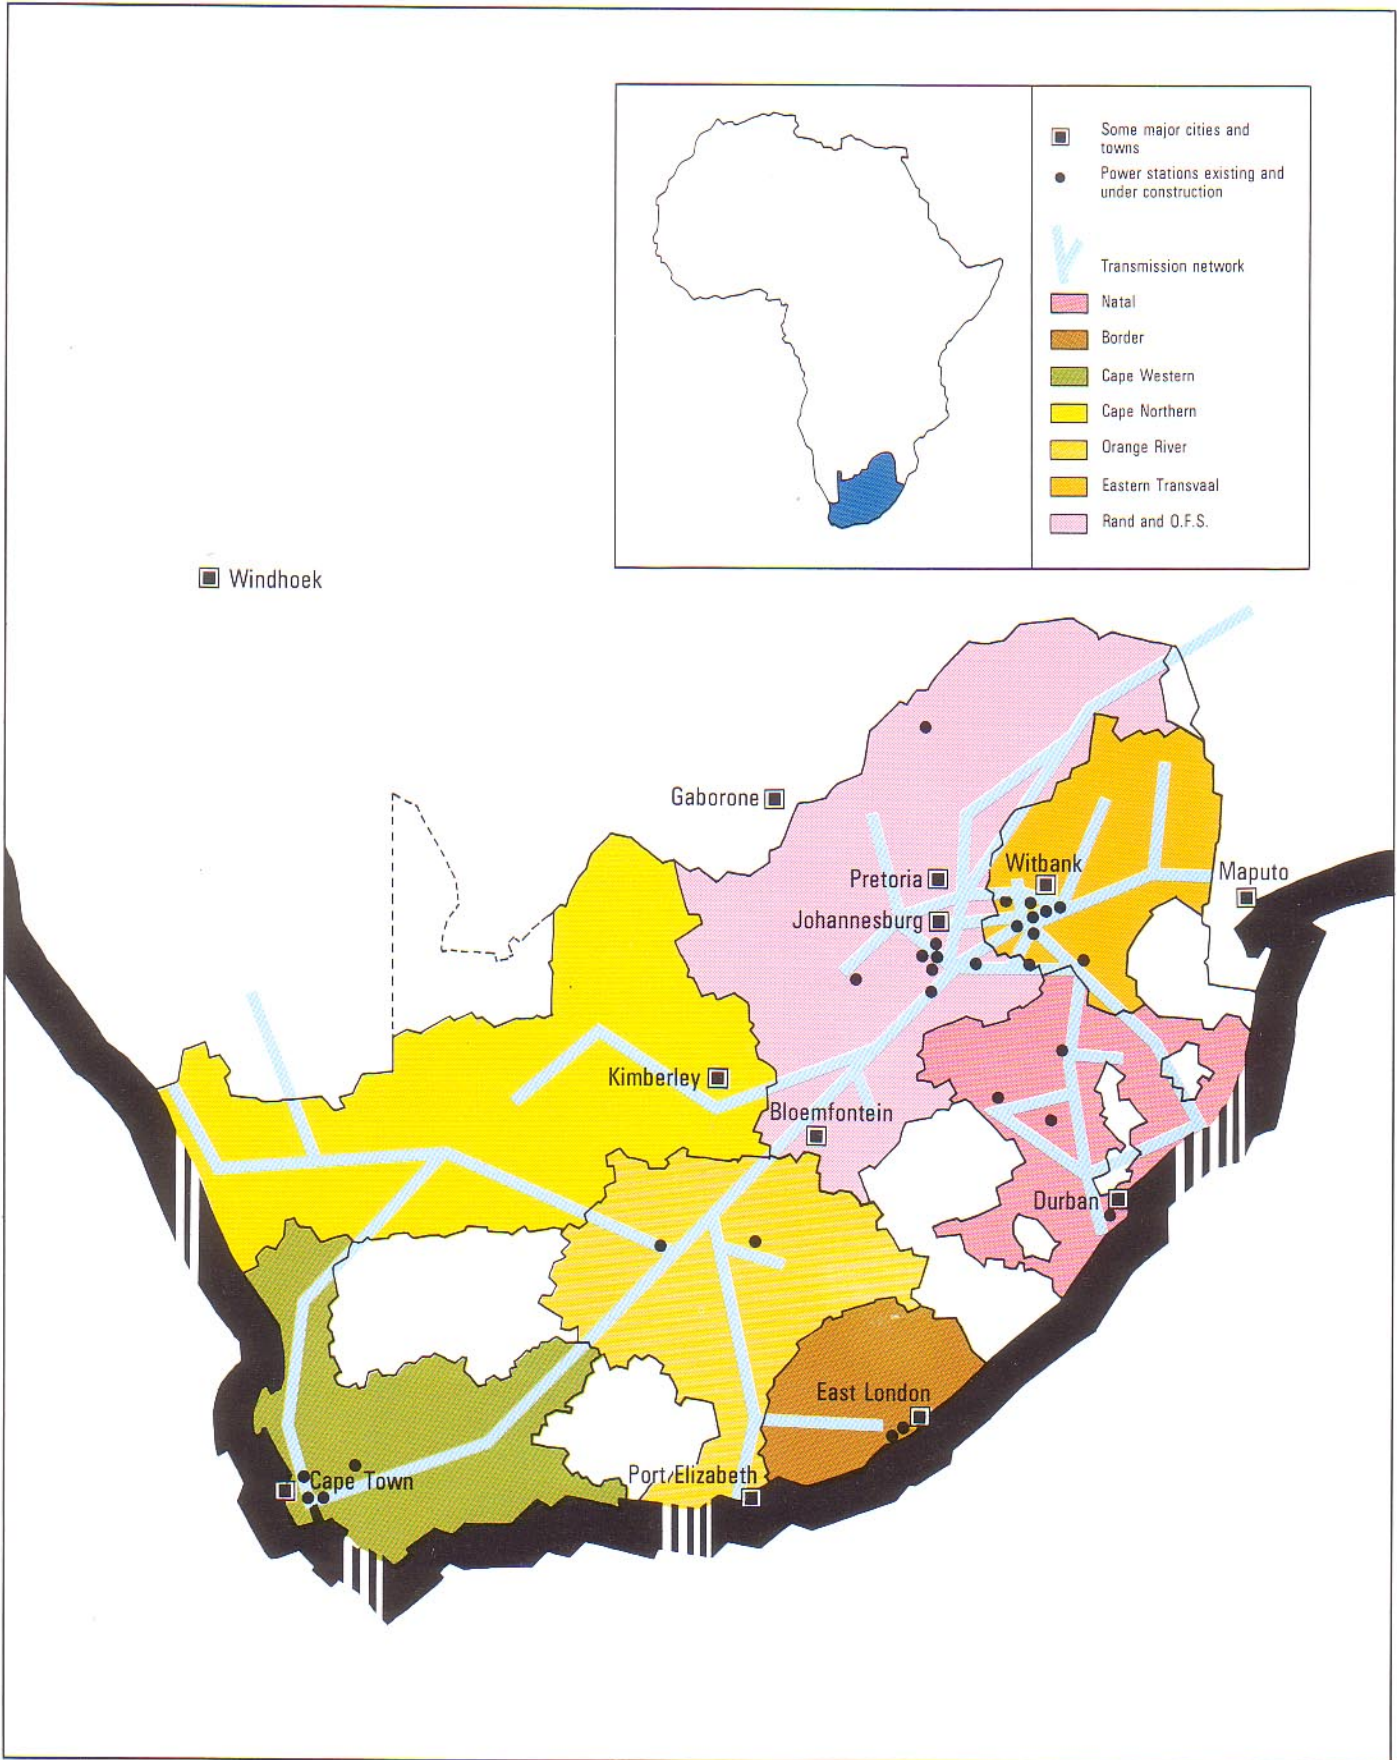 Some major cities and
towns
Power stations existing and
under construction
Transmission network
Natal
Border
Cape Western
Cape Northern
Orange River
Eastern Transvaal
Rand and O.F.S.
Windhoek
Gaborone
Pretoria
Witbank
Maputo
Johannesburg
Kimberley
Bloemfontein
Durban
East London
Port/Elizabeth
Cape Town